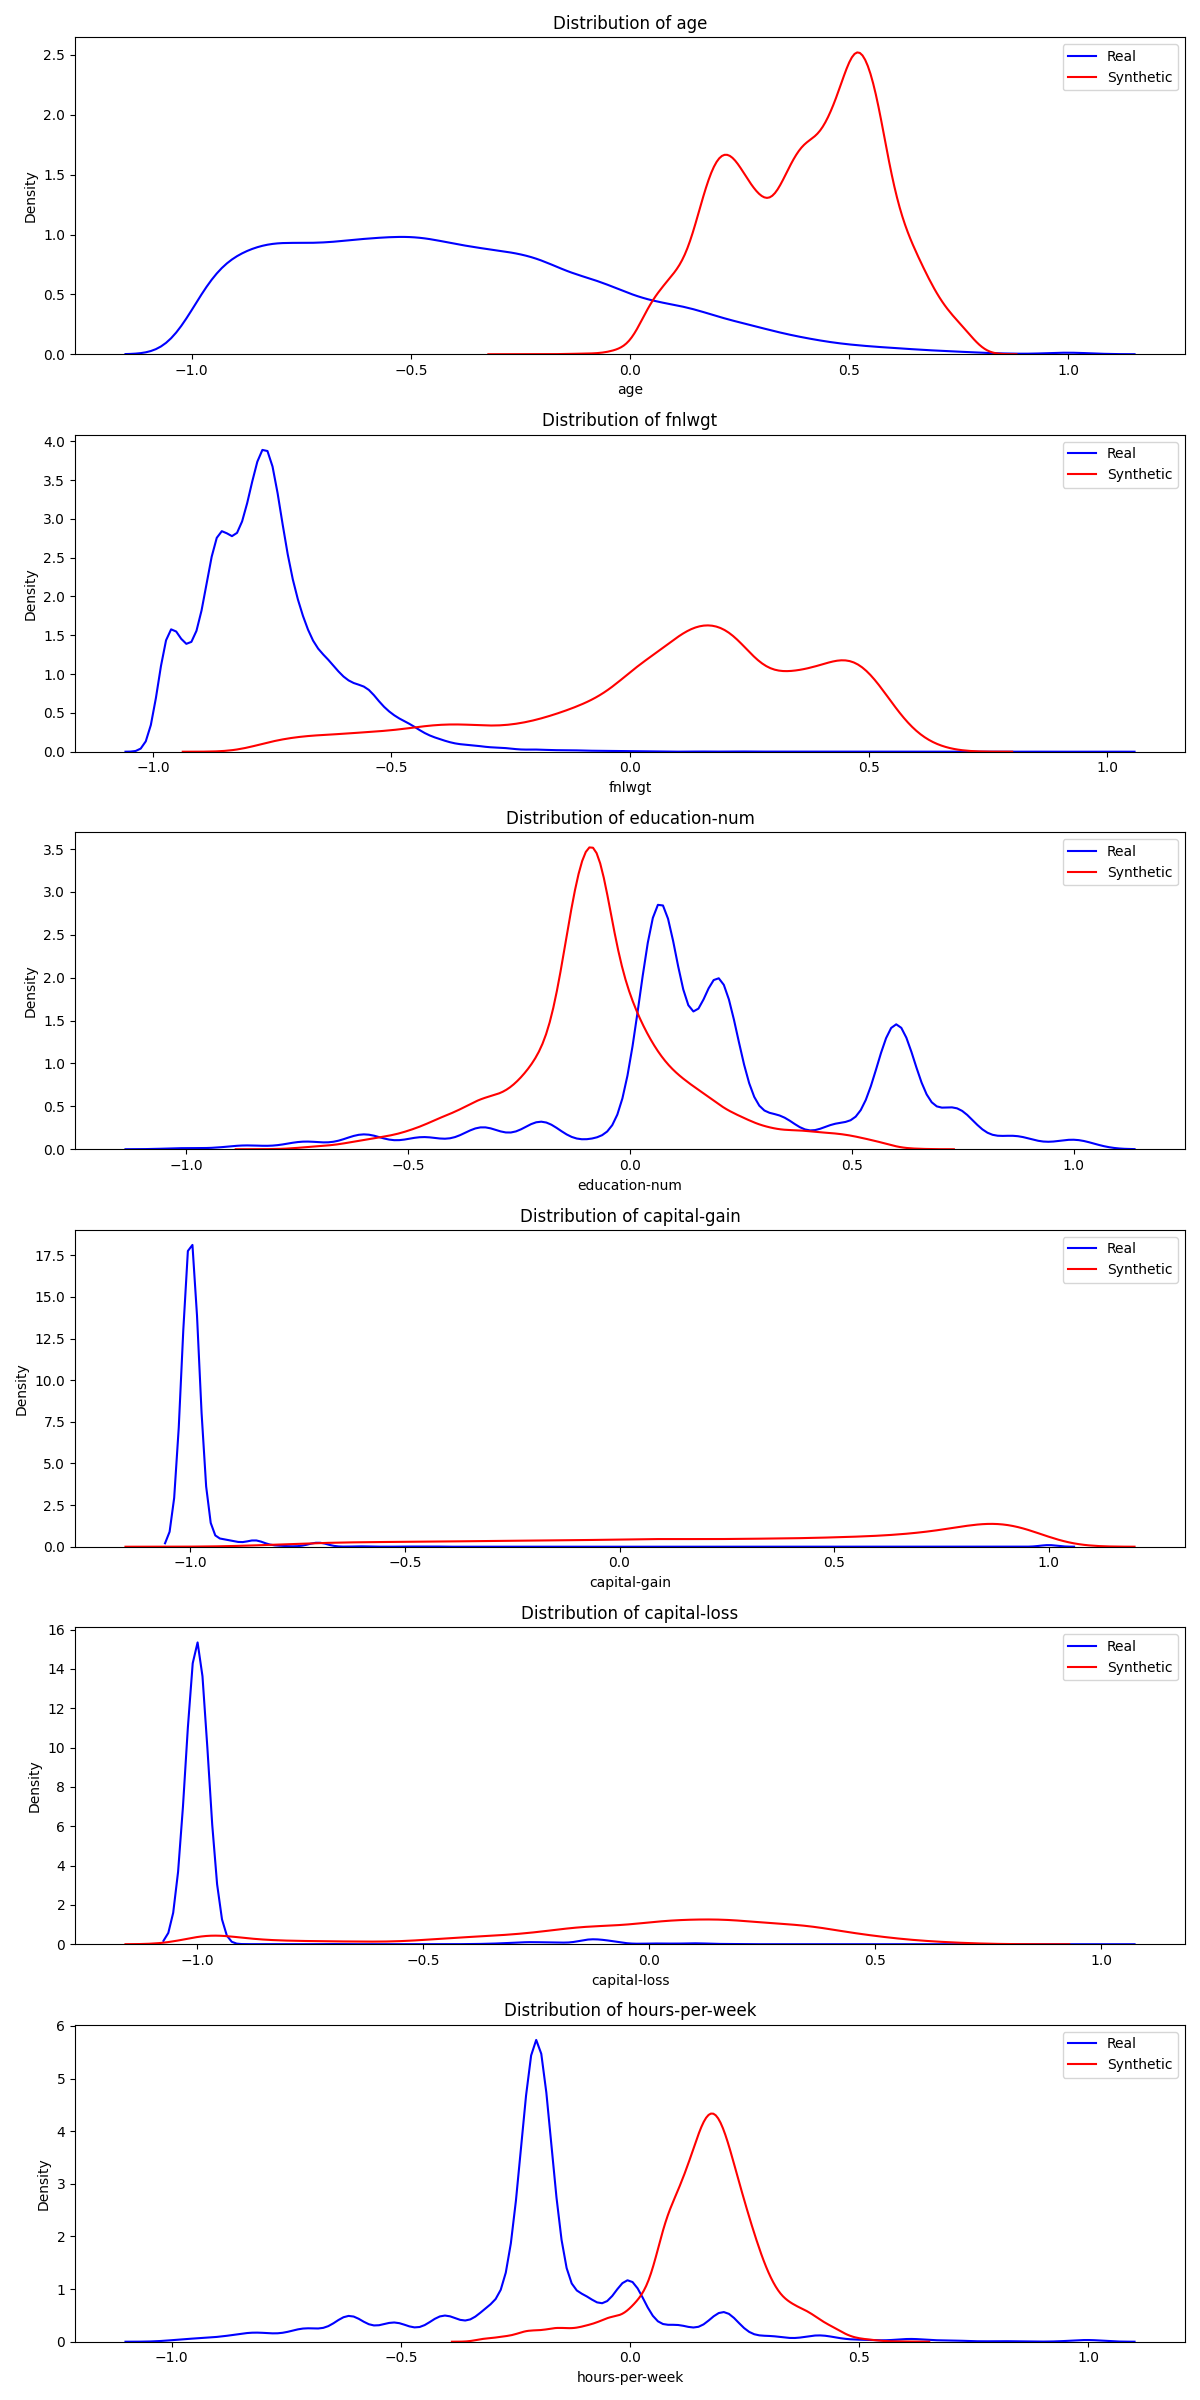 Distribution of age
Real
Synthetic
2.5
2.0
1.5
1.0
0.5
0.0
Density
−1.0 −0.5 0.0 0.5 1.0
age
Distribution of fnlwgt
Real
Synthetic
4.0
3.5
3.0
2.5
2.0
1.5
1.0
0.5
0.0
Density
−1.0 −0.5 0.0 0.5 1.0
fnlwgt
Distribution of education-num
Real
Synthetic
3.5
3.0
2.5
2.0
1.5
1.0
0.5
0.0
Density
−1.0 −0.5 0.0 0.5 1.0
education-num
Distribution of capital-gain
Real
Synthetic
17.5
15.0
12.5
10.0
7.5
5.0
2.5
0.0
Density
−1.0 −0.5 0.0 0.5 1.0
capital-gain
Distribution of capital-loss
Real
Synthetic
16
14
12
10
8
6
4
2
0
Density
−1.0 −0.5 0.0 0.5 1.0
capital-loss
Distribution of hours-per-week
Real
Synthetic
6
5
4
3
2
1
0
Density
−1.0 −0.5 0.0 0.5 1.0
hours-per-week